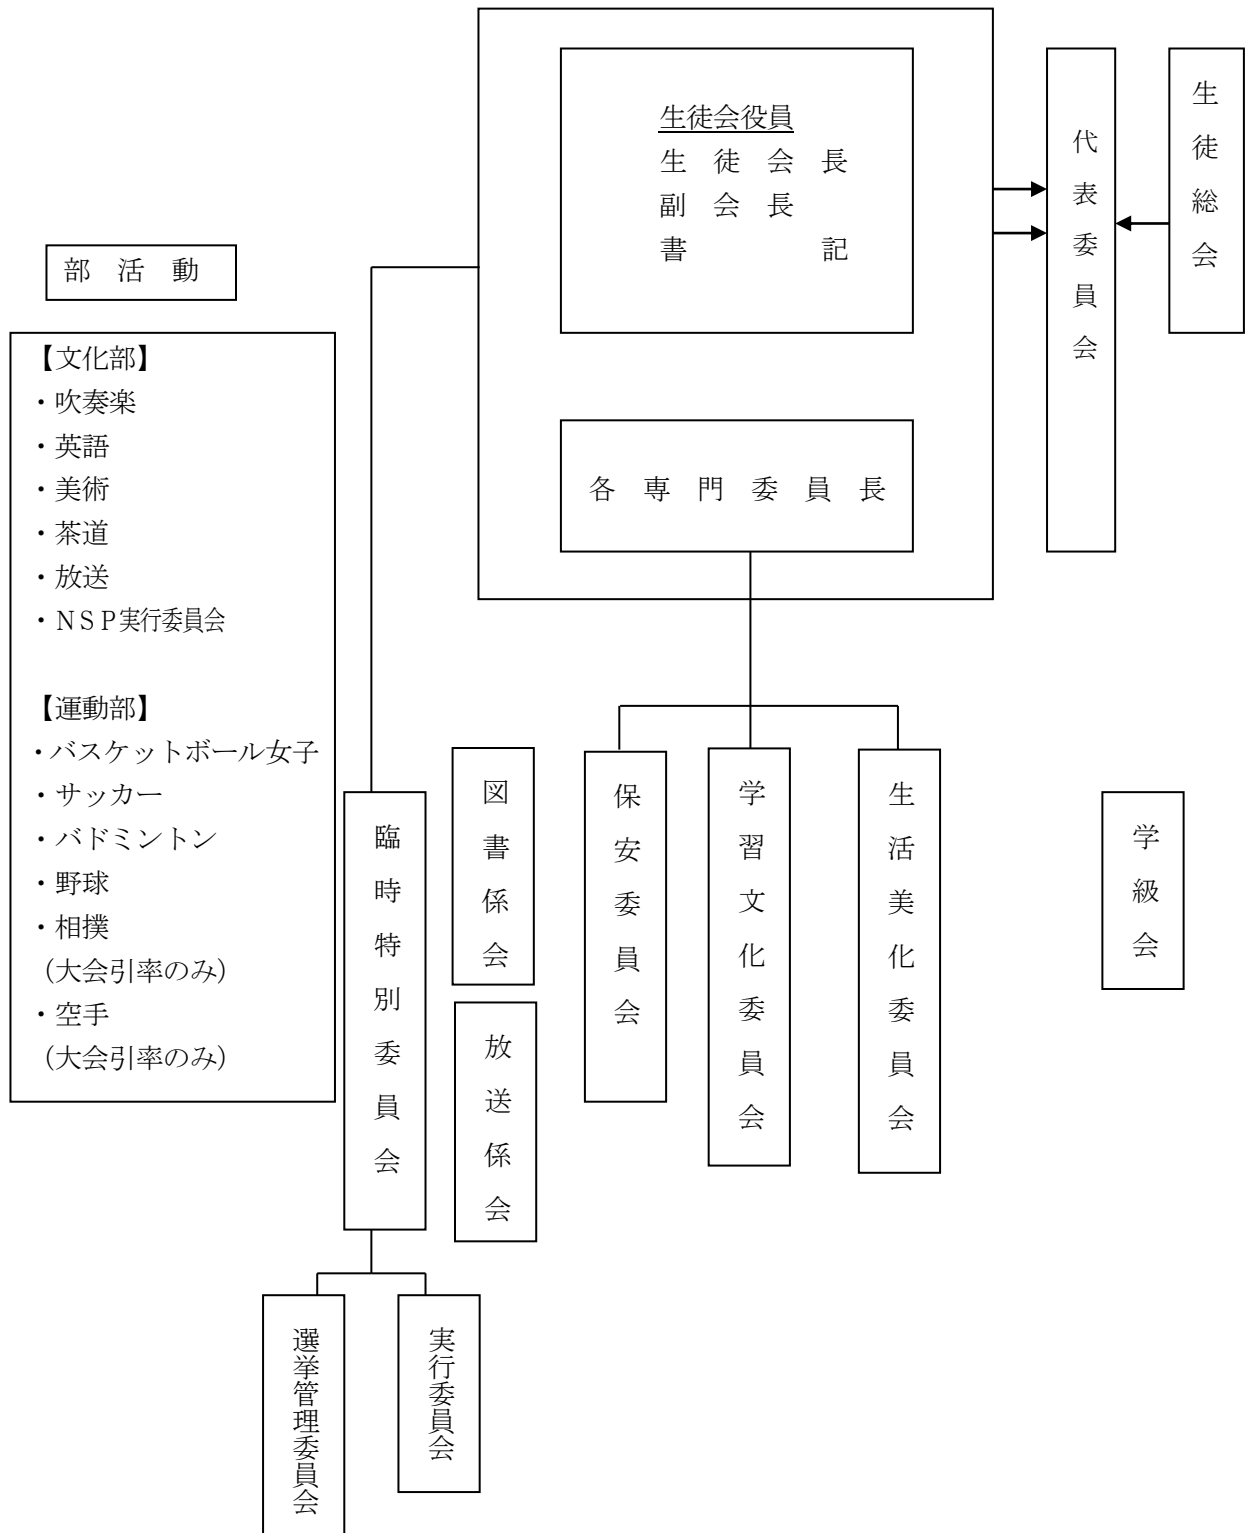 生徒会役員
生　徒　会　長
副　会　長
書　　　　　記
各　専　門　委　員　長
代表委員会
生徒総会
部　活　動
【文化部】
・吹奏楽
・英語
・美術
・茶道
・放送
・ＮＳＰ実行委員会
【運動部】
・バスケットボール女子
・サッカー
・バドミントン
・野球
・相撲
（大会引率のみ）
・空手
（大会引率のみ）
臨時特別委員会
図書係会
放送係会
保安委員会
学習文化委員会
生活美化委員会
学級会
選挙管理委員会
実行委員会